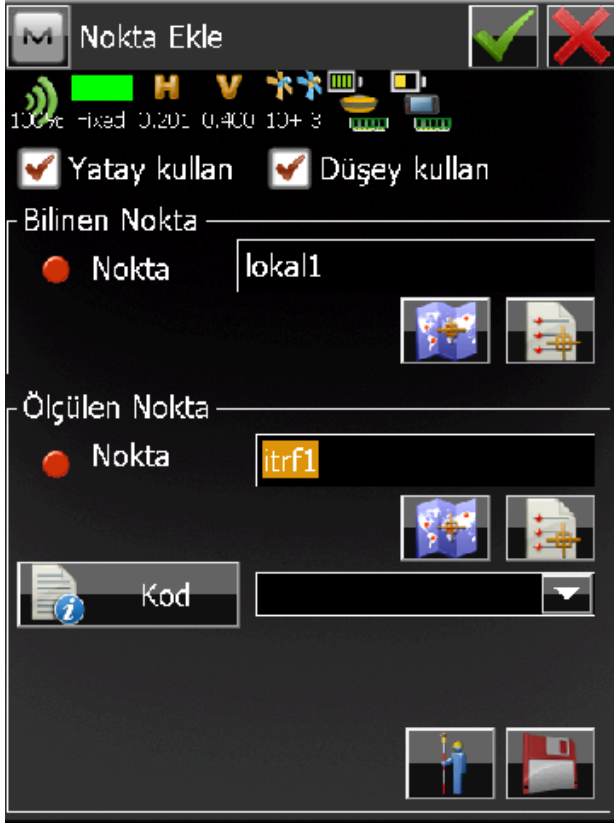 M Nokta Ekle
H V
100% Fixed 0.201 0.400 10+3
Yatay kullan Düşey kullan
Bilinen Nokta
Nokta lokal1
Ölçülen Nokta
Nokta itrf1
Kod